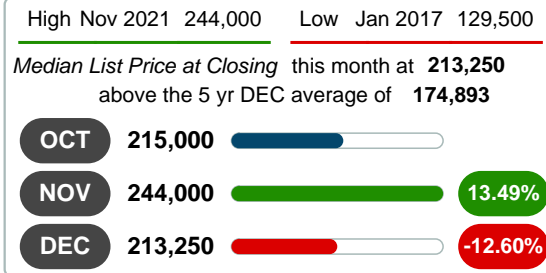 High Nov 2021 244,000 Low Jan 2017 129,500
Median List Price at Closing this month at 213,250
above the 5 yr DEC average of 174,893
OCT 215,000
NOV 244,000 13.49%
DEC 213,250 -12.60%